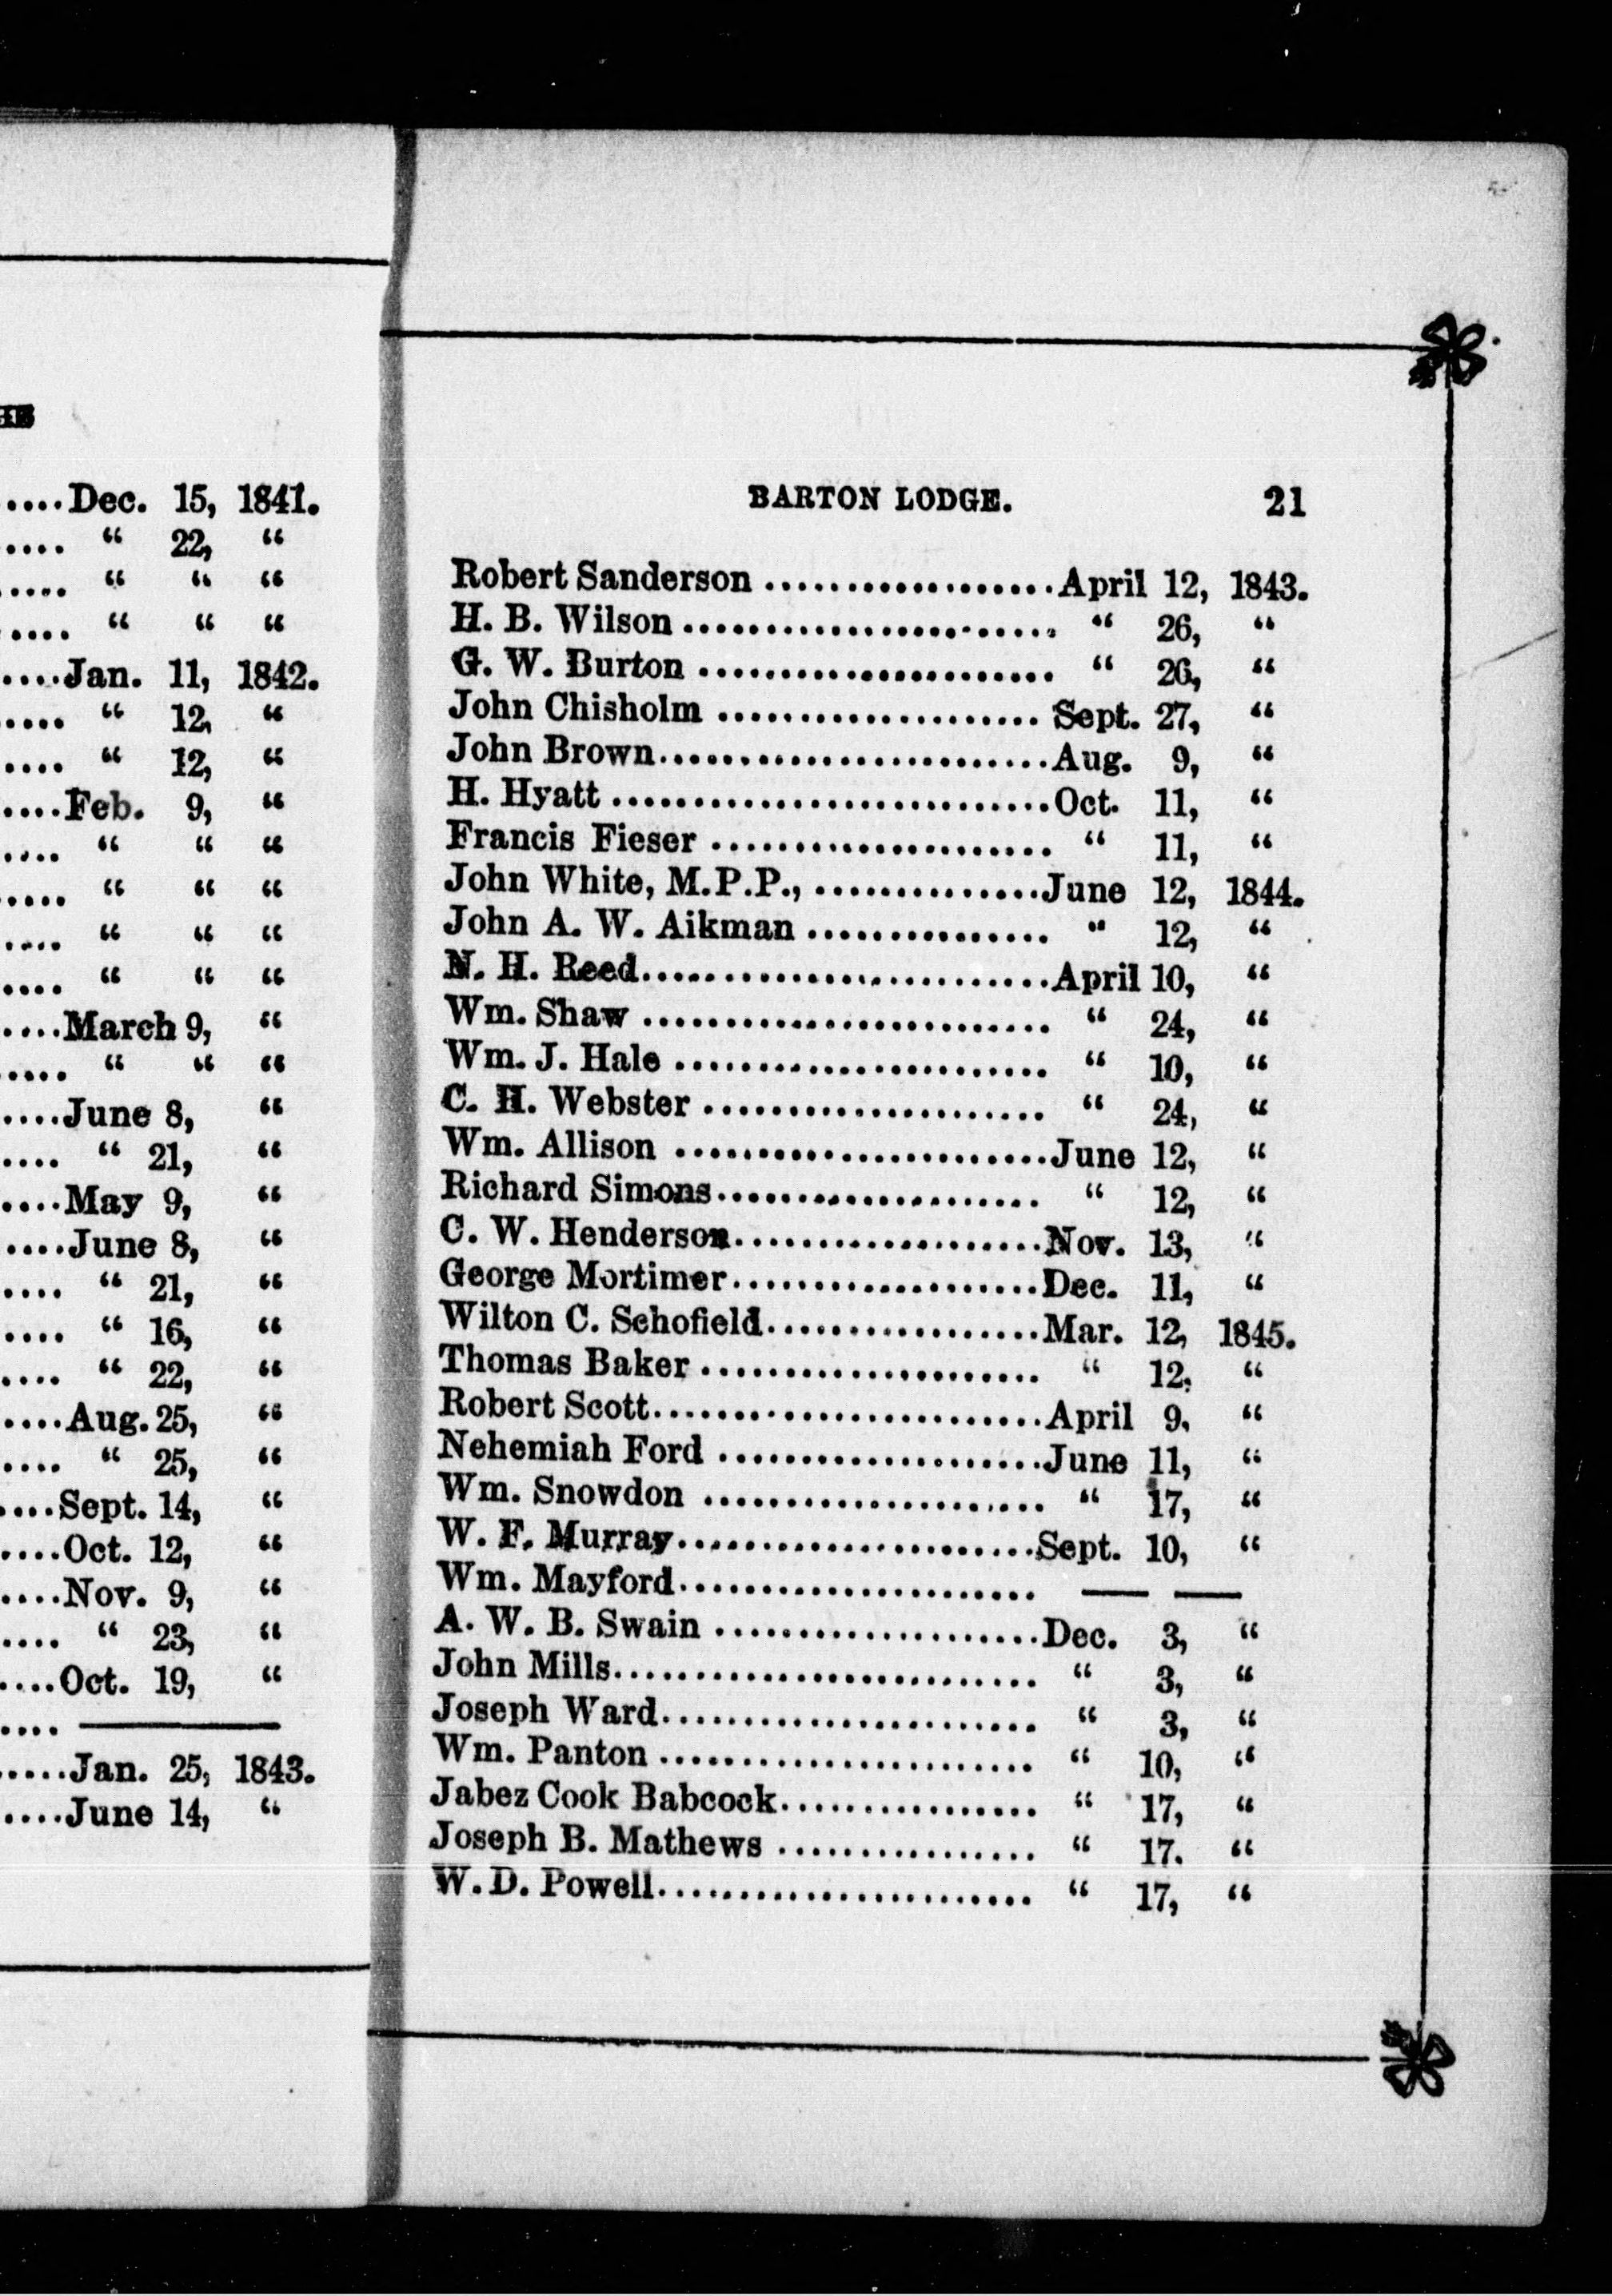 .....Dec. 15, 1841.
..... “ 22, “
..... “ “ “
..... “ “ “
.....Jan. 11, 1842.
..... “ 12, “
..... “ 12, “
.....Feb. 9, “
..... “ “ “
..... “ “ “
..... “ “ “
..... “ “ “
.....March 9, “
..... “ “ “
.....June 8, “
..... “ 21, “
.....May 9, “
.....June 8, “
..... “ 21, “
..... “ 16, “
..... “ 22, “
.....Aug. 25, “
..... “ 25, “
.....Sept. 14, “
.....Oct. 12, “
.....Nov. 9, “
..... “ 23, “
.....Oct. 19, “
..... ———
.....Jan. 25, 1843.
.....June 14, “
BARTON LODGE. 21
Robert Sanderson ..................April 12, 1843.
H. B. Wilson ....................... “ 26, “
G. W. Burton ...................... “ 26, “
John Chisholm .................... Sept. 27, “
John Brown........................Aug. 9, “
H. Hyatt ...........................Oct. 11, “
Francis Fieser ..................... “ 11, “
John White, M.P.P., ..............June 12, 1844.
John A. W. Aikman ............... “ 12, “
N. H. Reed.........................April 10, “
Wm. Shaw ......................... “ 24, “
Wm. J. Hale ....................... “ 10, “
C. H. Webster ..................... “ 24, “
Wm. Allison .......................June 12, “
Richard Simons.................... “ 12, “
C. W. Henderson...................Nov. 13, “
George Mortimer...................Dec. 11, “
Wilton C. Schofield.................Mar. 12, 1845.
Thomas Baker ..................... “ 12, “
Robert Scott........................April 9, “
Nehemiah Ford ....................June 11, “
Wm. Snowdon ..................... “ 17, “
W. F. Murray......................Sept. 10, “
Wm. Mayford...................... — —
A. W. B. Swain ....................Dec. 3, “
John Mills.......................... “ 3, “
Joseph Ward....................... “ 3, “
Wm. Panton ....................... “ 10, “
Jabez Cook Babcock................ “ 17, “
Joseph B. Mathews ................ “ 17. “
W. D. Powell....................... “ 17, “